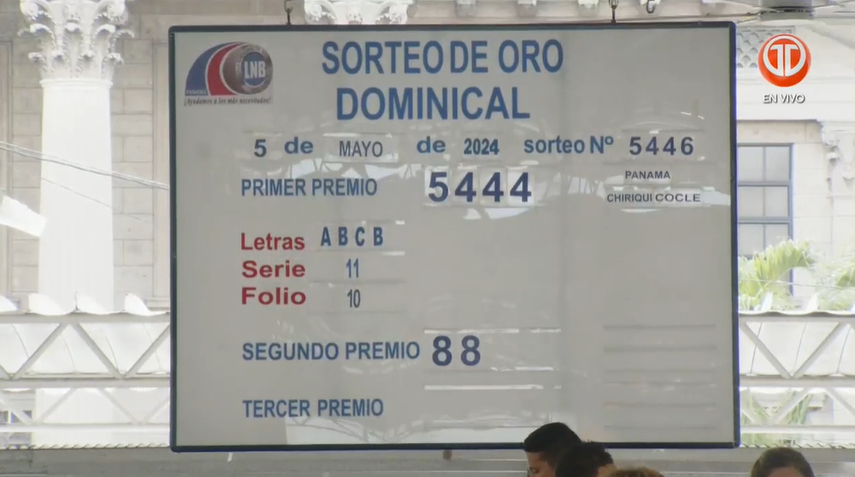 LNB
PANAMA
¡Ayudamos a los más necesitados!
SORTEO DE ORO
DOMINICAL
5 de MAYO de 2024 sorteo Nº 5446
PRIMER PREMIO 5444
PANAMA
CHIRIQUI COCLE
Letras A B C B
Serie 11
Folio 10
SEGUNDO PREMIO 88
TERCER PREMIO
EN VIVO